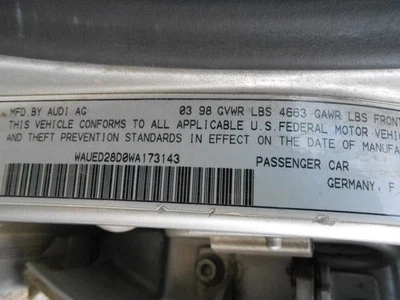 MFD BY AUDI AG 03 98 GVWR LBS 4663 GAWR LBS FRONT
THIS VEHICLE CONFORMS TO ALL APPLICABLE U.S.FEDERAL MOTOR VEHIC
AND THEFT PREVENTION STANDARDS IN EFFECT ON THE DATE OF MANUFA
WAUED28D0WA173143 PASSENGER CAR
GERMANY, F